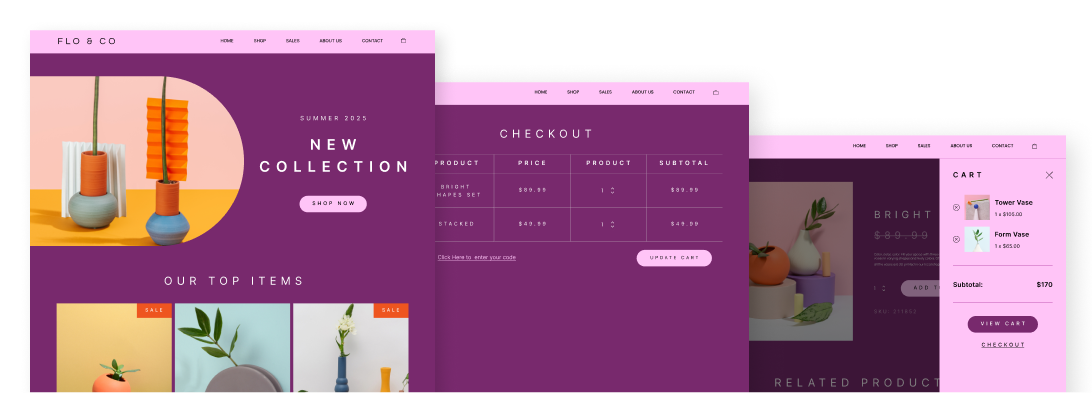 FLO & CO
HOME SHOP SALES ABOUT US CONTACT
SUMMER 2025
NEW
COLLECTION
SHOP NOW
OUR TOP ITEMS
SALE
SALE
HOME SHOP SALES ABOUT US CONTACT
CHECKOUT
PRODUCT PRICE PRODUCT SUBTOTAL
BRIGHT
HAPES SET
$89.99 1 $89.99
STACKED $49.99 1 $49.99
Click Here to enter your code
UPDATE CART
HOME SHOP SALES ABOUT US CONTACT
BRIGHT
$89.99
1 ADD T
RELATED PRODUCT
CART
Tower Vase
1 x $105.00
Form Vase
1 x $65.00
Subtotal: $170
VIEW CART
CHECKOUT